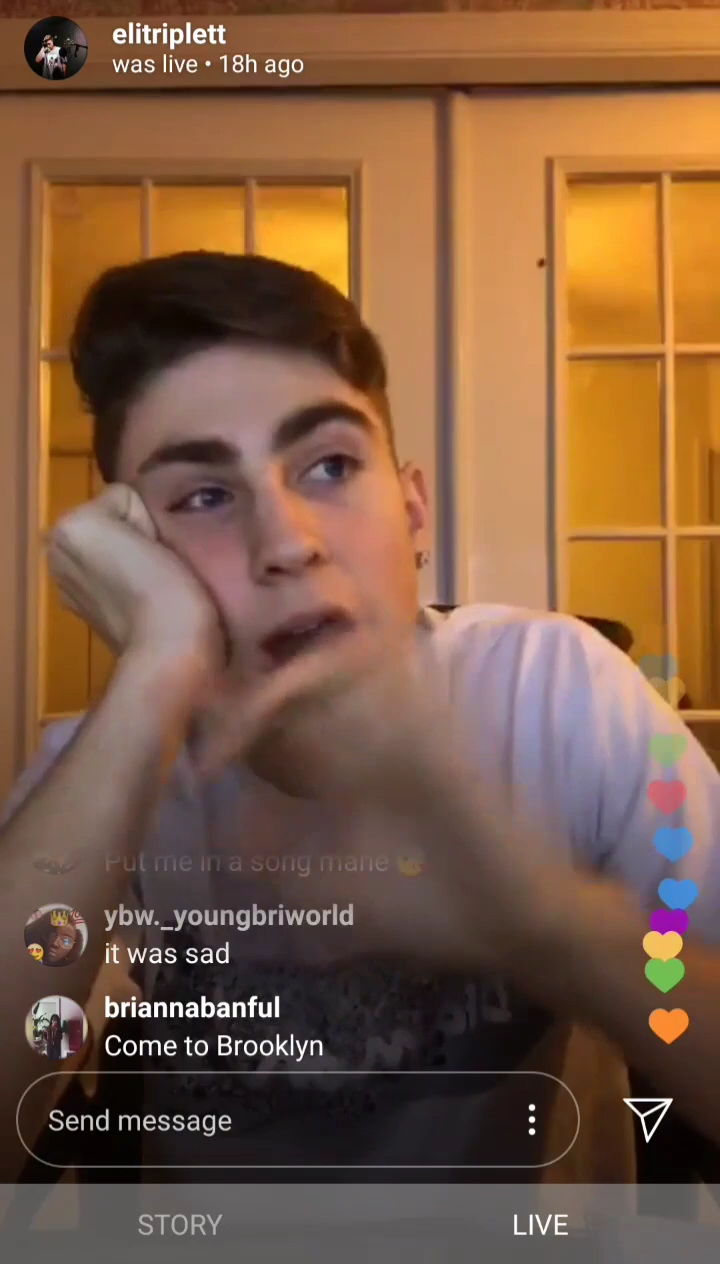 elitriplett
was live • 18h ago
Put me in a song mane
ybw._youngbriworld
it was sad
briannabanful
Come to Brooklyn
Send message
STORY
LIVE